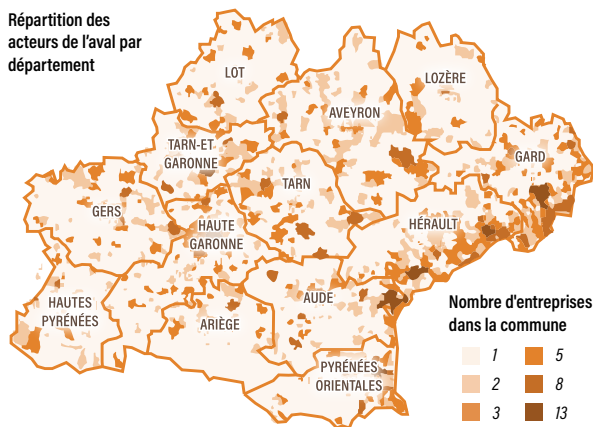 Répartition des
acteurs de l'aval par
département
LOT
LOZÈRE
AVEYRON
TARN-ET
GARONNE
GARD
TARN
GERS
HAUTE
GARONNE
HÉRAULT
HAUTES
PYRÉNÉES
ARIÈGE
AUDE
PYRÉNÉES
ORIENTALES
Nombre d'entreprises
dans la commune
1
5
2
8
3
13